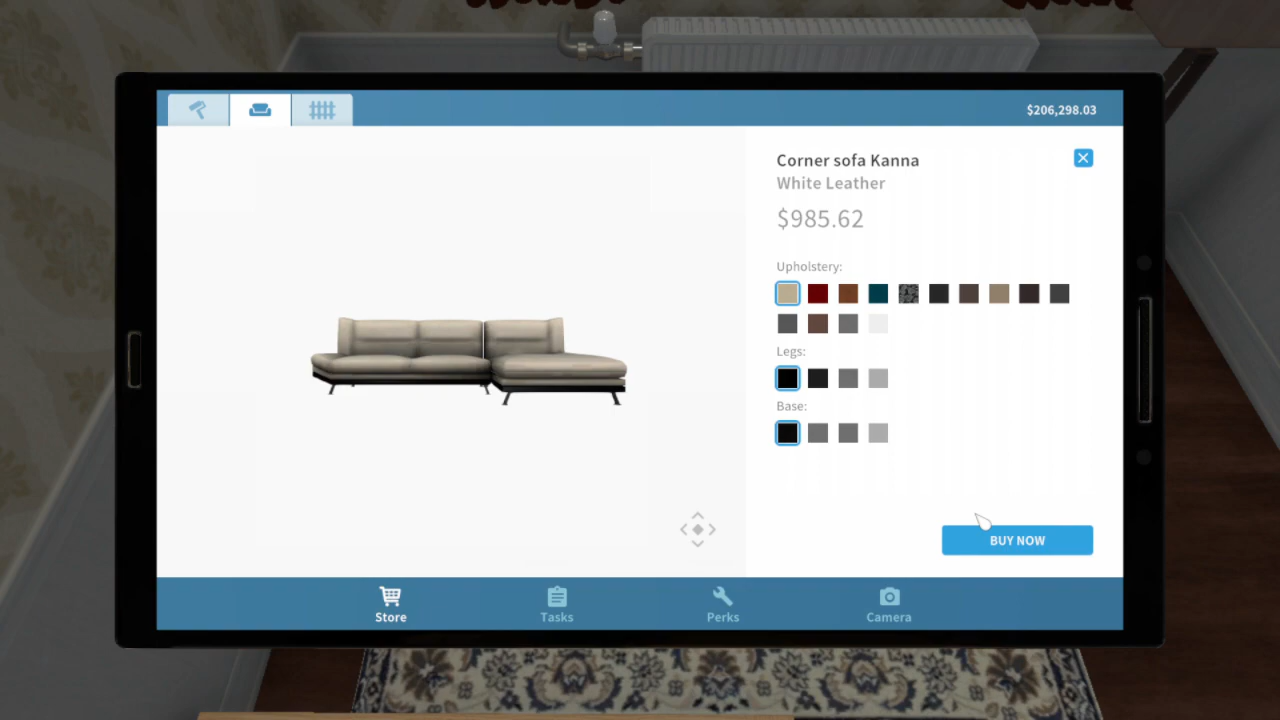 $206,298.03
Corner sofa Kanna
White Leather
$985.62
Upholstery:
Legs:
Base:
BUY NOW
Store
Tasks
Perks
Camera